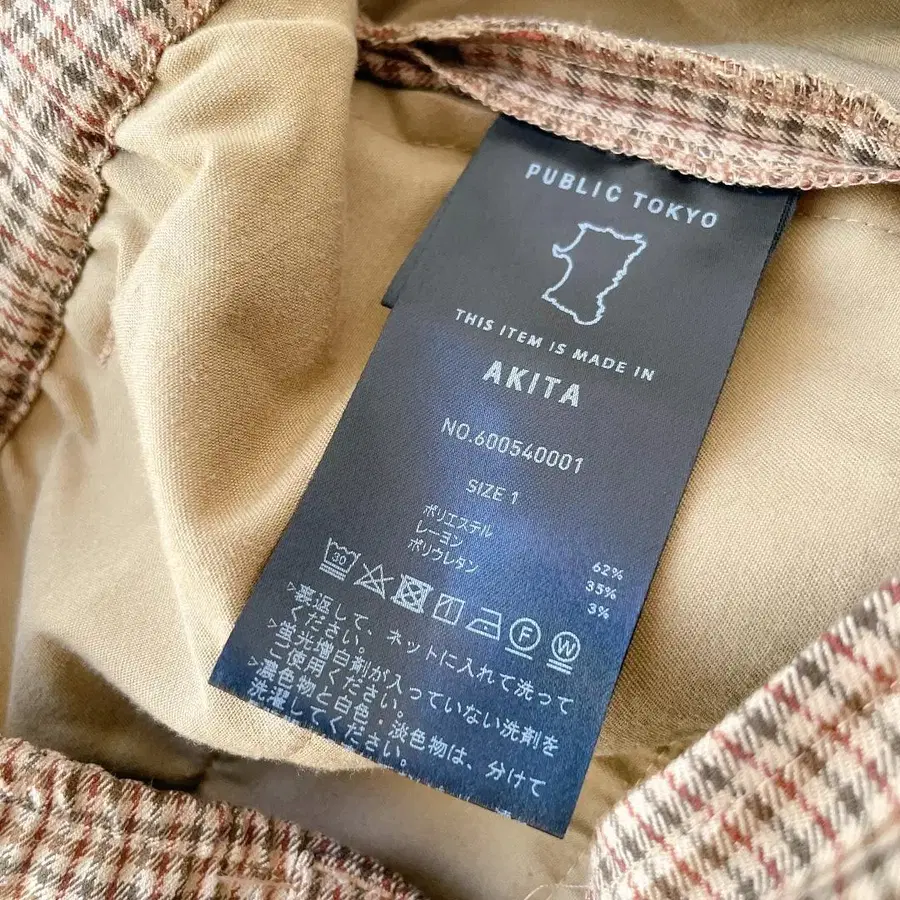 PUBLIC TOKYO
THIS ITEM IS MADE IN
AKITA
NO.600540001
SIZE 1
ポリエステル 62%
レーヨン 35%
ポリウレタン 3%
30
F
W
▷裏返して、ネットに入れて洗って
ください。
▷蛍光増白剤が入っていない洗剤を
ご使用ください。
▷濃色物と白色・淡色物は、分けて
洗濯してください。